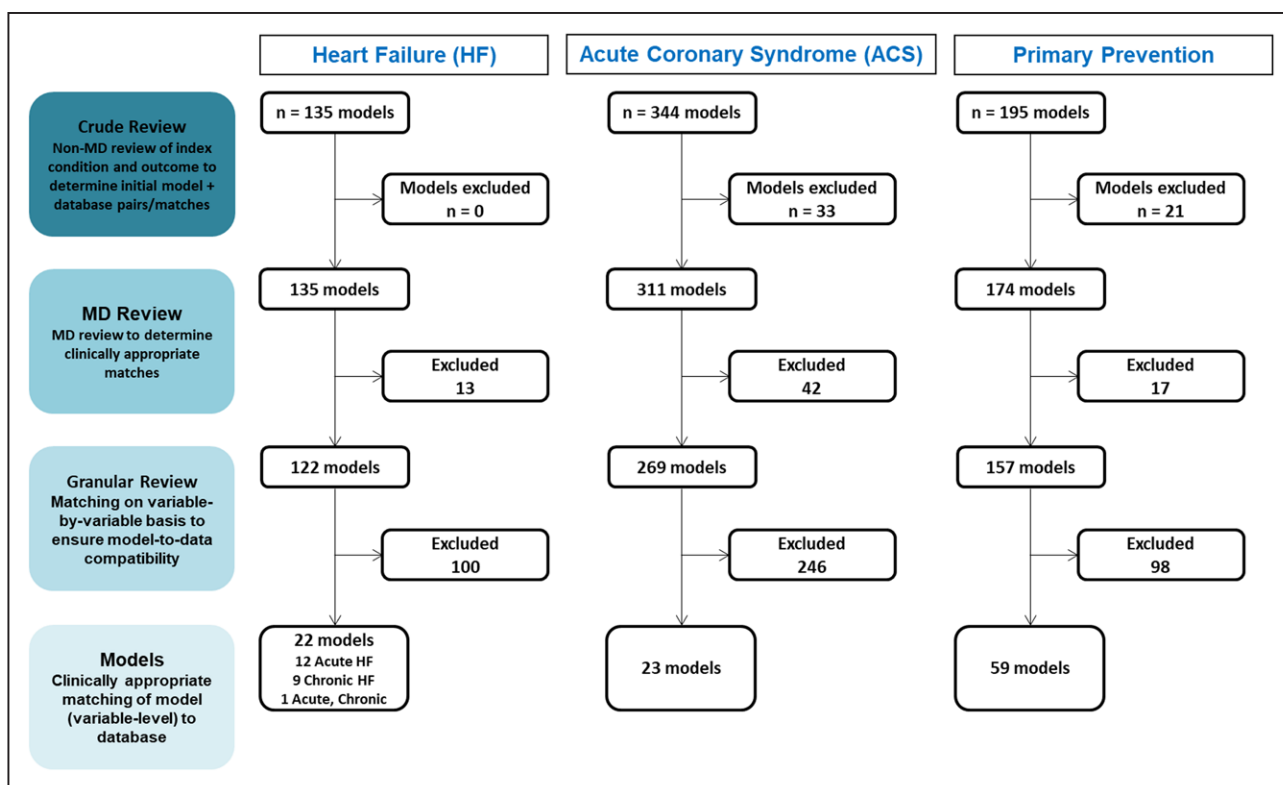 Heart Failure (HF)
Acute Coronary Syndrome (ACS)
Primary Prevention
Crude Review
Non-MD review of index
condition and outcome to
determine initial model +
database pairs/matches
n = 135 models
n = 344 models
n = 195 models
Models excluded
n = 0
Models excluded
n = 33
Models excluded
n = 21
MD Review
MD review to determine
clinically appropriate
matches
135 models
311 models
174 models
Excluded
13
Excluded
42
Excluded
17
Granular Review
Matching on variable-
by-variable basis to
ensure model-to-data
compatibility
122 models
269 models
157 models
Excluded
100
Excluded
246
Excluded
98
Models
Clinically appropriate
matching of model
(variable-level) to
database
22 models
12 Acute HF
9 Chronic HF
1 Acute, Chronic
23 models
59 models